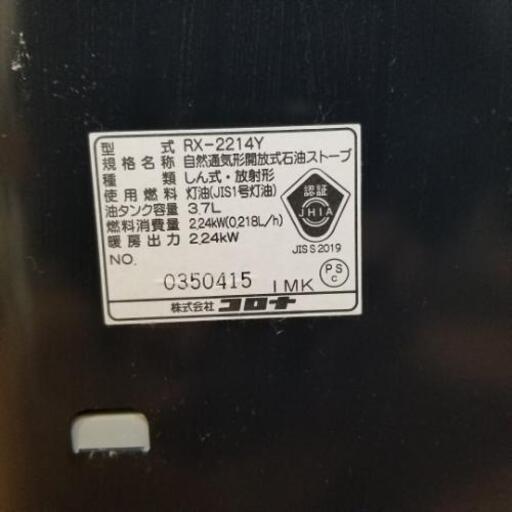 型 式 RX-2214Y
規格名称 自然通気形開放式石油ストーブ
種 類 しん式・放射形
使用燃料 灯油(JIS1号灯油)
油タンク容量 3.7L
燃料消費量 2.24kW(0.218L/h)
暖房出力 2.24kW
NO.
0350415 IMK
認証
JHIA
JIS S 2019
PS
C
株式会社 コロナ